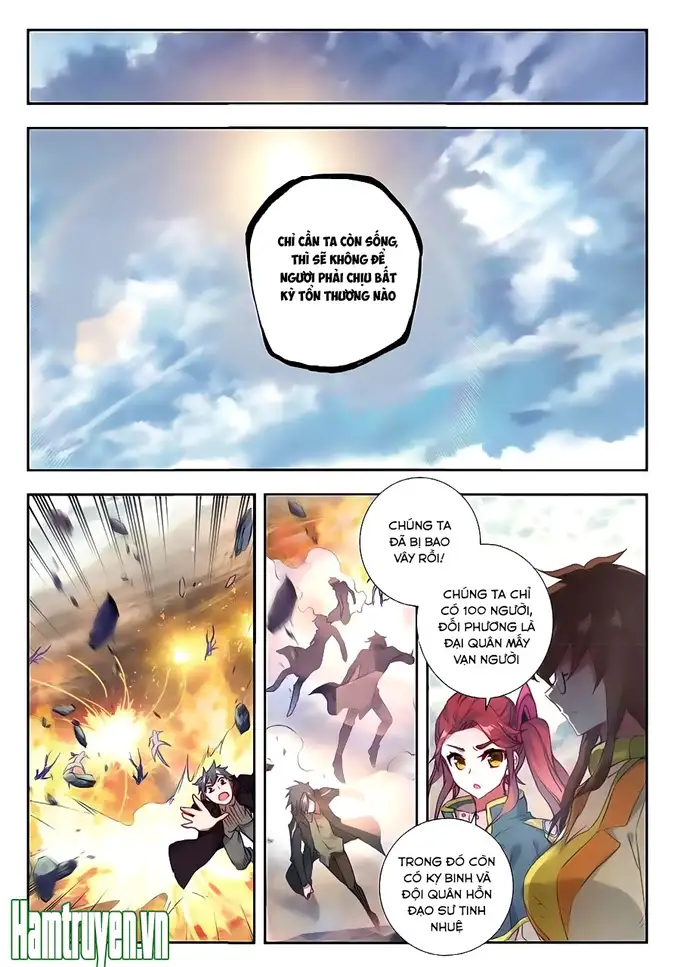 CHỈ CẦN TA CÒN SỐNG,
THÌ SẼ KHÔNG ĐỂ
NGƯỜI PHẢI CHỊU BẤT
KỲ TỔN THƯƠNG NÀO
CHÚNG TA
ĐÃ BỊ BAO
VÂY RỒI!
CHÚNG TA CHỈ
CÓ 100 NGƯỜI,
ĐỐI PHƯƠNG LÀ
ĐẠI QUÂN MẤY
VẠN NGƯỜI
TRONG ĐÓ CÒN
CÓ KỴ BINH VÀ
ĐỘI QUÂN HỒN
ĐẠO SƯ TINH
NHUỆ
Hamtruyen.vn